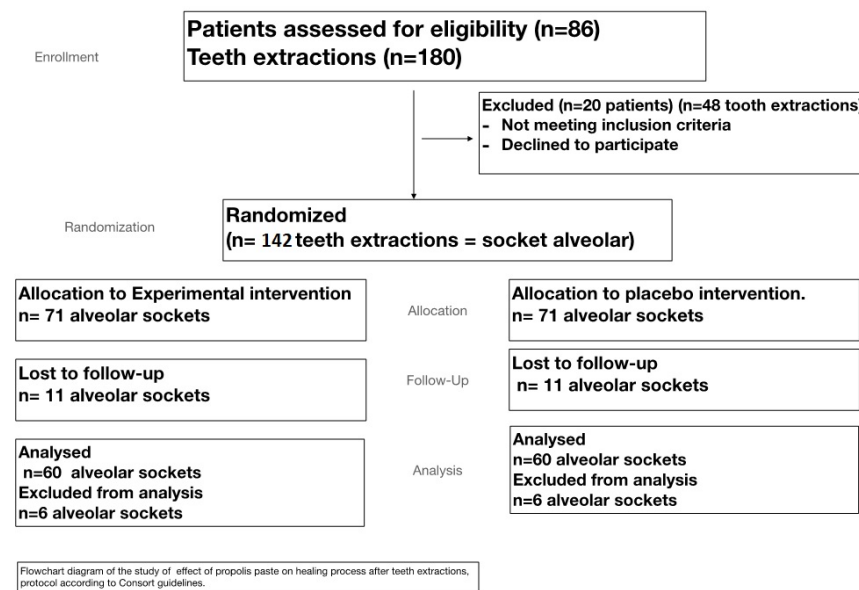 Patients assessed for eligibility (n=86)
Teeth extractions (n=180)
Enrollment
Excluded (n=20 patients) (n=48 tooth extractions)
- Not meeting inclusion criteria
- Declined to participate
Randomization
Randomized
(n= 142 teeth extractions = socket alveolar)
Allocation to Experimental intervention
n= 71 alveolar sockets
Allocation
Allocation to placebo intervention.
n= 71 alveolar sockets
Lost to follow-up
n= 11 alveolar sockets
Follow-Up
Lost to follow-up
n= 11 alveolar sockets
Analysed
n=60 alveolar sockets
Excluded from analysis
n=6 alveolar sockets
Analysis
Analysed
n=60 alveolar sockets
Excluded from analysis
n=6 alveolar sockets
Flowchart diagram of the study of effect of propolis paste on healing process after teeth extractions,
protocol according to Consort guidelines.